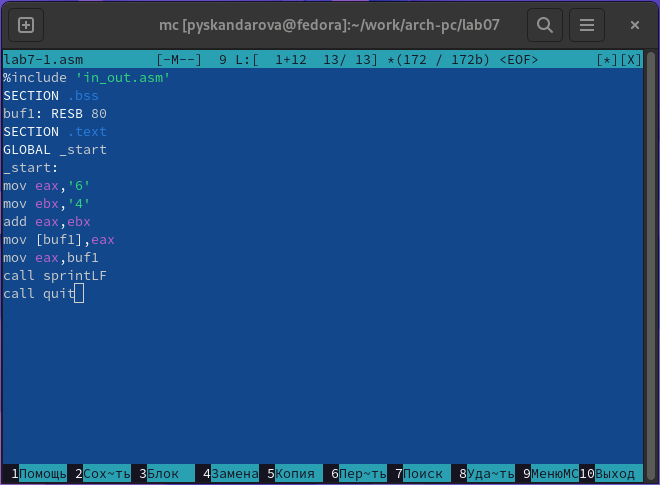 mc [pyskandarova@fedora]:~/work/arch-pc/lab07
lab7-1.asm [-M--] 9 L:[ 1+12 13/ 13] *(172 / 172b) <EOF> [*][X]
%include 'in_out.asm'
SECTION .bss
buf1: RESB 80
SECTION .text
GLOBAL _start
_start:
mov eax,'6'
mov ebx,'4'
add eax,ebx
mov [buf1],eax
mov eax,buf1
call sprintLF
call quit
1Помощь 2Сох~ть 3Блок 4Замена 5Копия 6Пер~ть 7Поиск 8Уда~ть 9МенюMC 10Выход